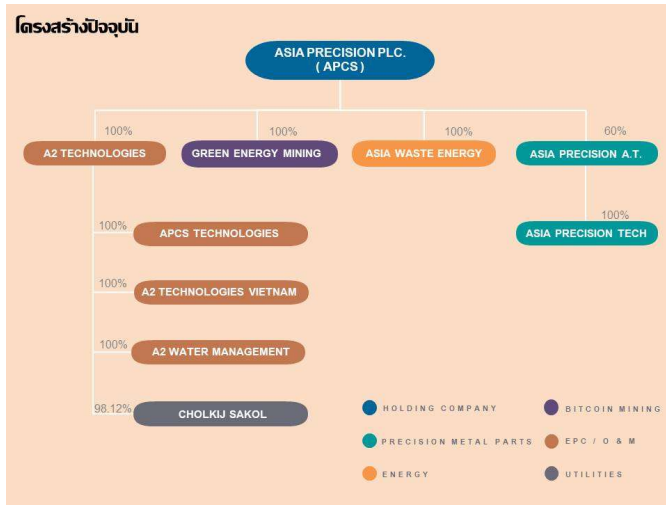 โครงสร้างปัจจุบัน
ASIA PRECISION PLC.
( APCS )
100%
100%
100%
60%
A2 TECHNOLOGIES
GREEN ENERGY MINING
ASIA WASTE ENERGY
ASIA PRECISION A.T.
100%
APCS TECHNOLOGIES
100%
ASIA PRECISION TECH
100%
A2 TECHNOLOGIES VIETNAM
100%
A2 WATER MANAGEMENT
98.12%
CHOLKIJ SAKOL
HOLDING COMPANY
BITCOIN MINING
PRECISION METAL PARTS
EPC / O & M
ENERGY
UTILITIES